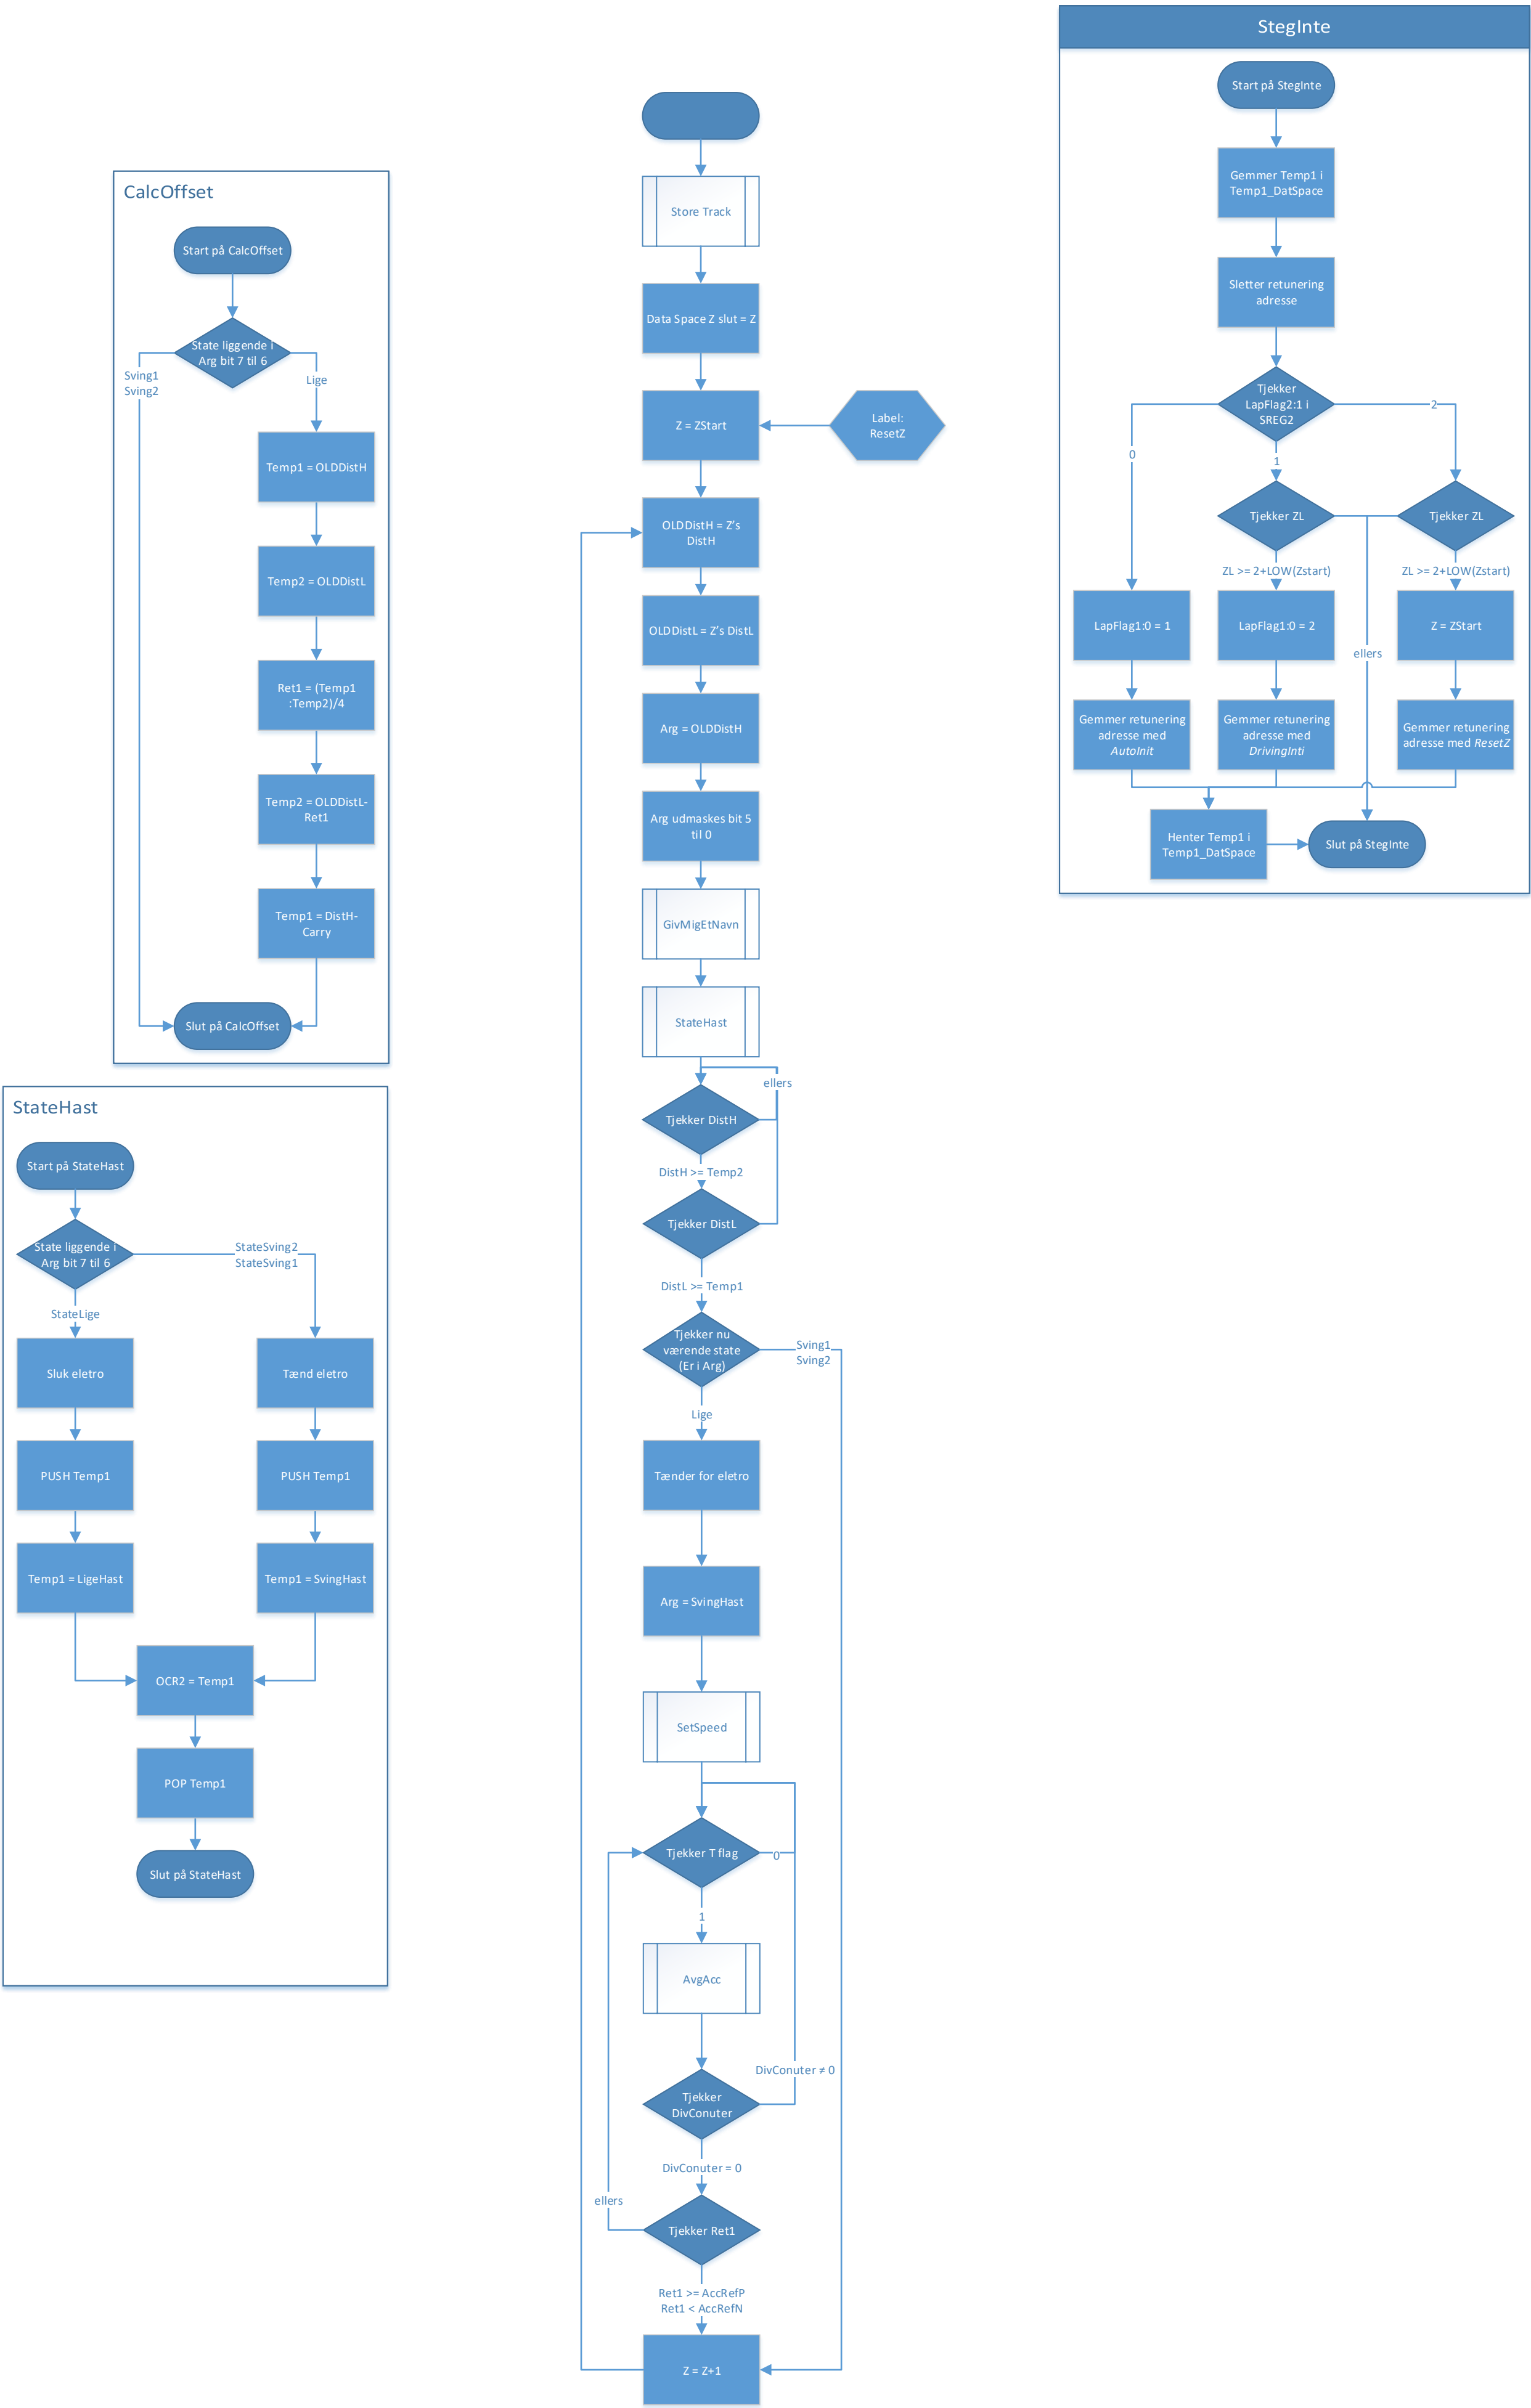 CalcOffset
Start på CalcOffset
State liggende i
Arg bit 7 til 6
Sving1
Sving2
Lige
Temp1 = OLDDistH
Temp2 = OLDDistL
Ret1 = (Temp1
:Temp2)/4
Temp2 = OLDDistL-
Ret1
Temp1 = DistH-
Carry
Slut på CalcOffset
StateHast
Start på StateHast
State liggende i
Arg bit 7 til 6
StateSving2
StateSving1
StateLige
Sluk eletro
Tænd eletro
PUSH Temp1
PUSH Temp1
Temp1 = LigeHast
Temp1 = SvingHast
OCR2 = Temp1
POP Temp1
Slut på StateHast
Store Track
Data Space Z slut = Z
Z = ZStart
Label:
ResetZ
OLDDistH = Z’s
DistH
OLDDistL = Z’s DistL
Arg = OLDDistH
Arg udmaskes bit 5
til 0
GivMigEtNavn
StateHast
ellers
Tjekker DistH
DistH >= Temp2
Tjekker DistL
DistL >= Temp1
Tjekker nu
værende state
(Er i Arg)
Sving1
Sving2
Lige
Tænder for eletro
Arg = SvingHast
SetSpeed
Tjekker T flag
0
1
AvgAcc
DivConuter ≠ 0
Tjekker
DivConuter
DivConuter = 0
ellers
Tjekker Ret1
Ret1 >= AccRefP
Ret1 < AccRefN
Z = Z+1
StegInte
Start på StegInte
Gemmer Temp1 i
Temp1_DatSpace
Sletter retunering
adresse
Tjekker
LapFlag2:1 i
SREG2
0
1
2
Tjekker ZL
Tjekker ZL
ZL >= 2+LOW(Zstart)
ZL >= 2+LOW(Zstart)
LapFlag1:0 = 1
LapFlag1:0 = 2
Z = ZStart
ellers
Gemmer retunering
adresse med
AutoInit
Gemmer retunering
adresse med
DrivingInti
Gemmer retunering
adresse med ResetZ
Henter Temp1 i
Temp1_DatSpace
Slut på StegInte